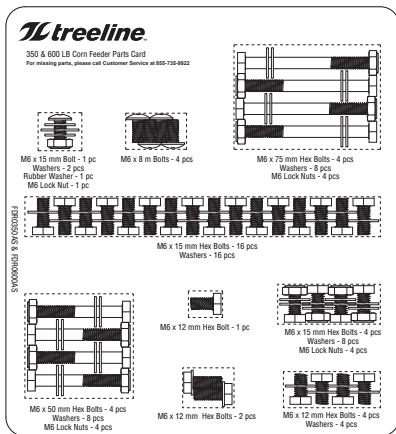 treeline
350 & 600 LB Corn Feeder Parts Card
For missing parts, please call Customer Service at 855-735-9922
M6 x 15 mm Bolt - 1 pc
Washers - 2 pcs
Rubber Washer - 1 pc
M6 Lock Nut - 1 pc
M6 x 8 m Bolts - 4 pcs
M6 x 75 mm Hex Bolts - 4 pcs
Washers - 8 pcs
M6 Lock Nuts - 4 pcs
M6 x 15 mm Hex Bolts - 16 pcs
Washers - 16 pcs
FDR0350AS & FDR0600AS
M6 x 50 mm Hex Bolts - 4 pcs
Washers - 8 pcs
M6 Lock Nuts - 4 pcs
M6 x 12 mm Hex Bolt - 1 pc
M6 x 12 mm Hex Bolts - 2 pcs
M6 x 15 mm Hex Bolts - 4 pcs
Washers - 8 pcs
M6 Lock Nuts - 4 pcs
M6 x 12 mm Hex Bolts - 4 pcs
Washers - 4 pcs